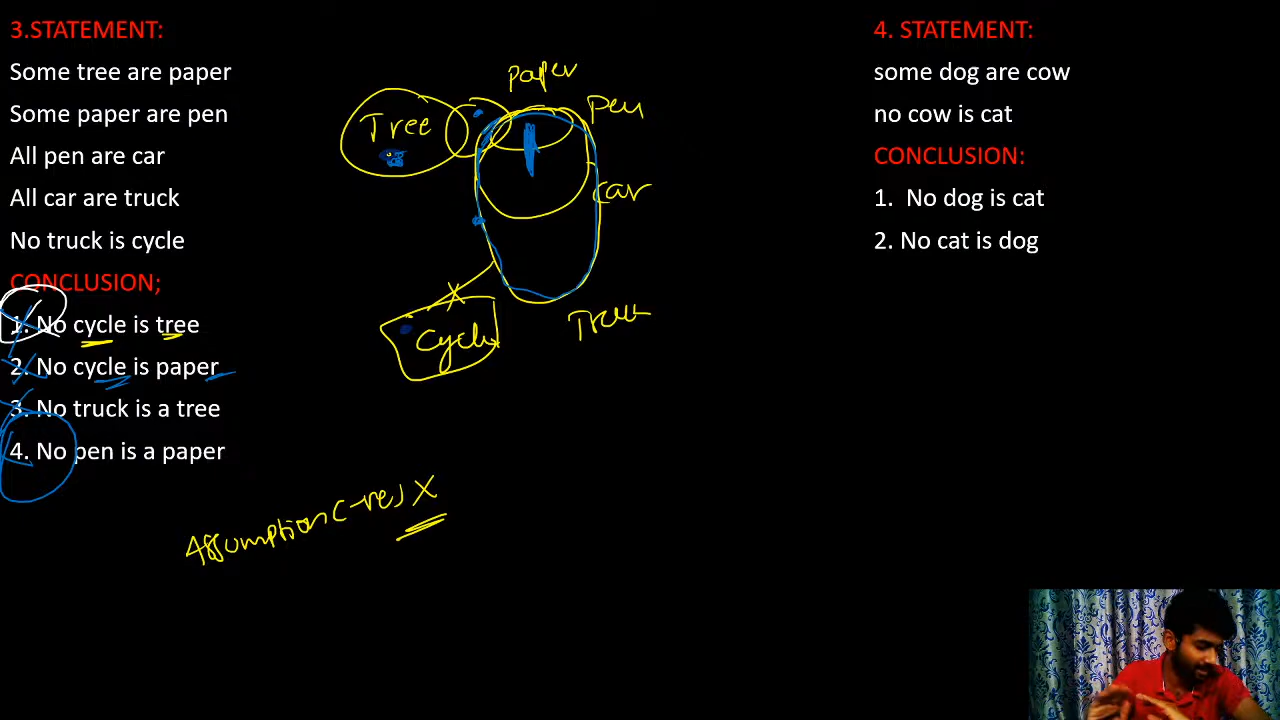 3.STATEMENT:
Some tree are paper
Some paper are pen
All pen are car
All car are truck
No truck is cycle
CONCLUSION;
1. No cycle is tree
2. No cycle is paper
3. No truck is a tree
4. No pen is a paper
paper
Tree
pen
car
Cycle
Truck
Assumption (-ve) X
4. STATEMENT:
some dog are cow
no cow is cat
CONCLUSION:
1. No dog is cat
2. No cat is dog